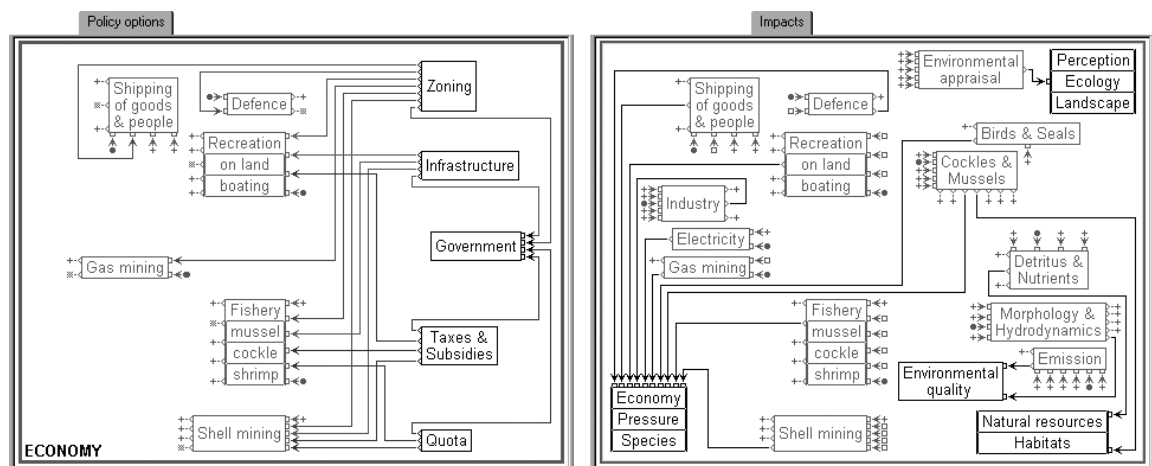 Policy options
Shipping
of goods
& people
Defence
Zoning
Recreation
on land
boating
Infrastructure
Government
Gas mining
Fishery
mussel
cockle
shrimp
Taxes &
Subsidies
Shell mining
Quota
ECONOMY
Impacts
Environmental
appraisal
Perception
Ecology
Landscape
Shipping
of goods
& people
Defence
Recreation
on land
boating
Birds & Seals
Cockles &
Mussels
Industry
Electricity
Gas mining
Detritus &
Nutrients
Fishery
mussel
cockle
shrimp
Morphology &
Hydrodynamics
Emission
Environmental
quality
Economy
Pressure
Species
Shell mining
Natural resources
Habitats